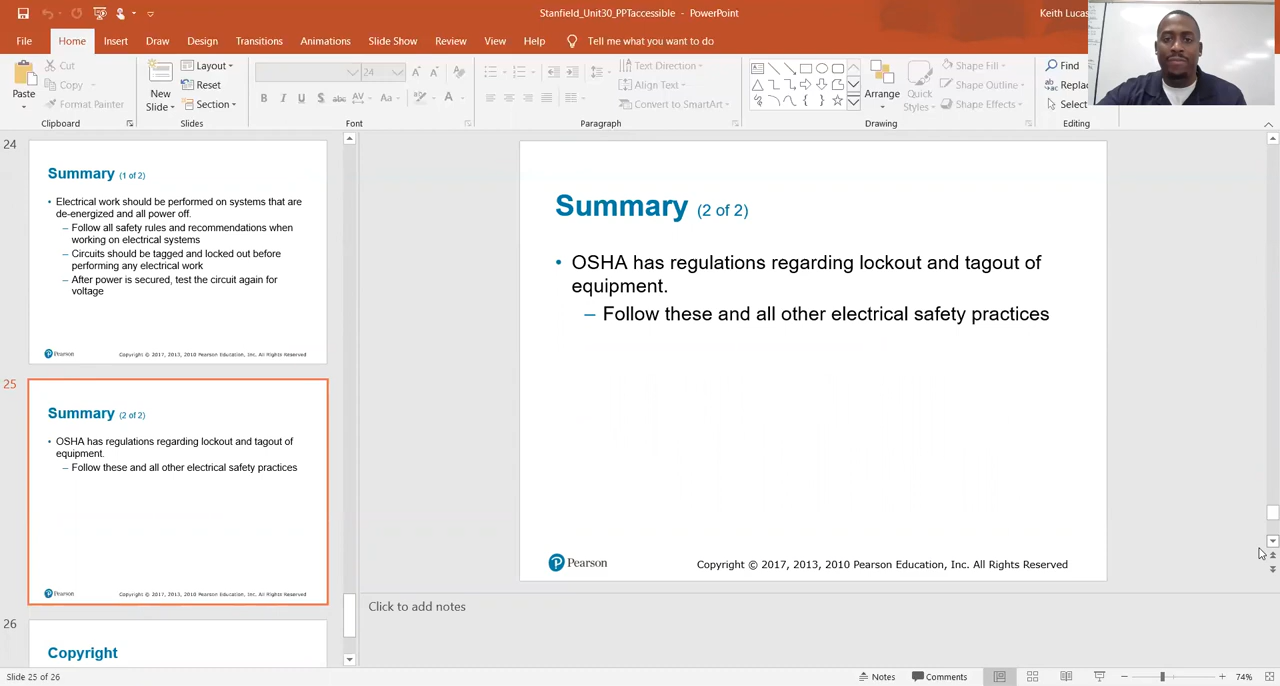 Stanfield_Unit30_PPTaccessible - PowerPoint
Keith Lucas
File Home Insert Draw Design Transitions Animations Slide Show Review View Help Tell me what you want to do
Paste
Cut
Copy
Format Painter
Clipboard
New
Slide
Layout
Reset
Section
Slides
24
B I U S abc AV Aa A
Font
Text Direction
Align Text
Convert to SmartArt
Paragraph
Arrange
Quick
Styles
Shape Fill
Shape Outline
Shape Effects
Drawing
Find
Replac
Select
Editing
24
Summary (1 of 2)
• Electrical work should be performed on systems that are
de-energized and all power off.
– Follow all safety rules and recommendations when
working on electrical systems
– Circuits should be tagged and locked out before
performing any electrical work
– After power is secured, test the circuit again for
voltage
Pearson
Copyright © 2017, 2013, 2010 Pearson Education, Inc. All Rights Reserved
25
Summary (2 of 2)
• OSHA has regulations regarding lockout and tagout of
equipment.
– Follow these and all other electrical safety practices
Pearson
Copyright © 2017, 2013, 2010 Pearson Education, Inc. All Rights Reserved
26
Copyright
Summary (2 of 2)
• OSHA has regulations regarding lockout and tagout of
equipment.
– Follow these and all other electrical safety practices
Pearson
Copyright © 2017, 2013, 2010 Pearson Education, Inc. All Rights Reserved
Click to add notes
Slide 25 of 26
Notes
Comments
74%